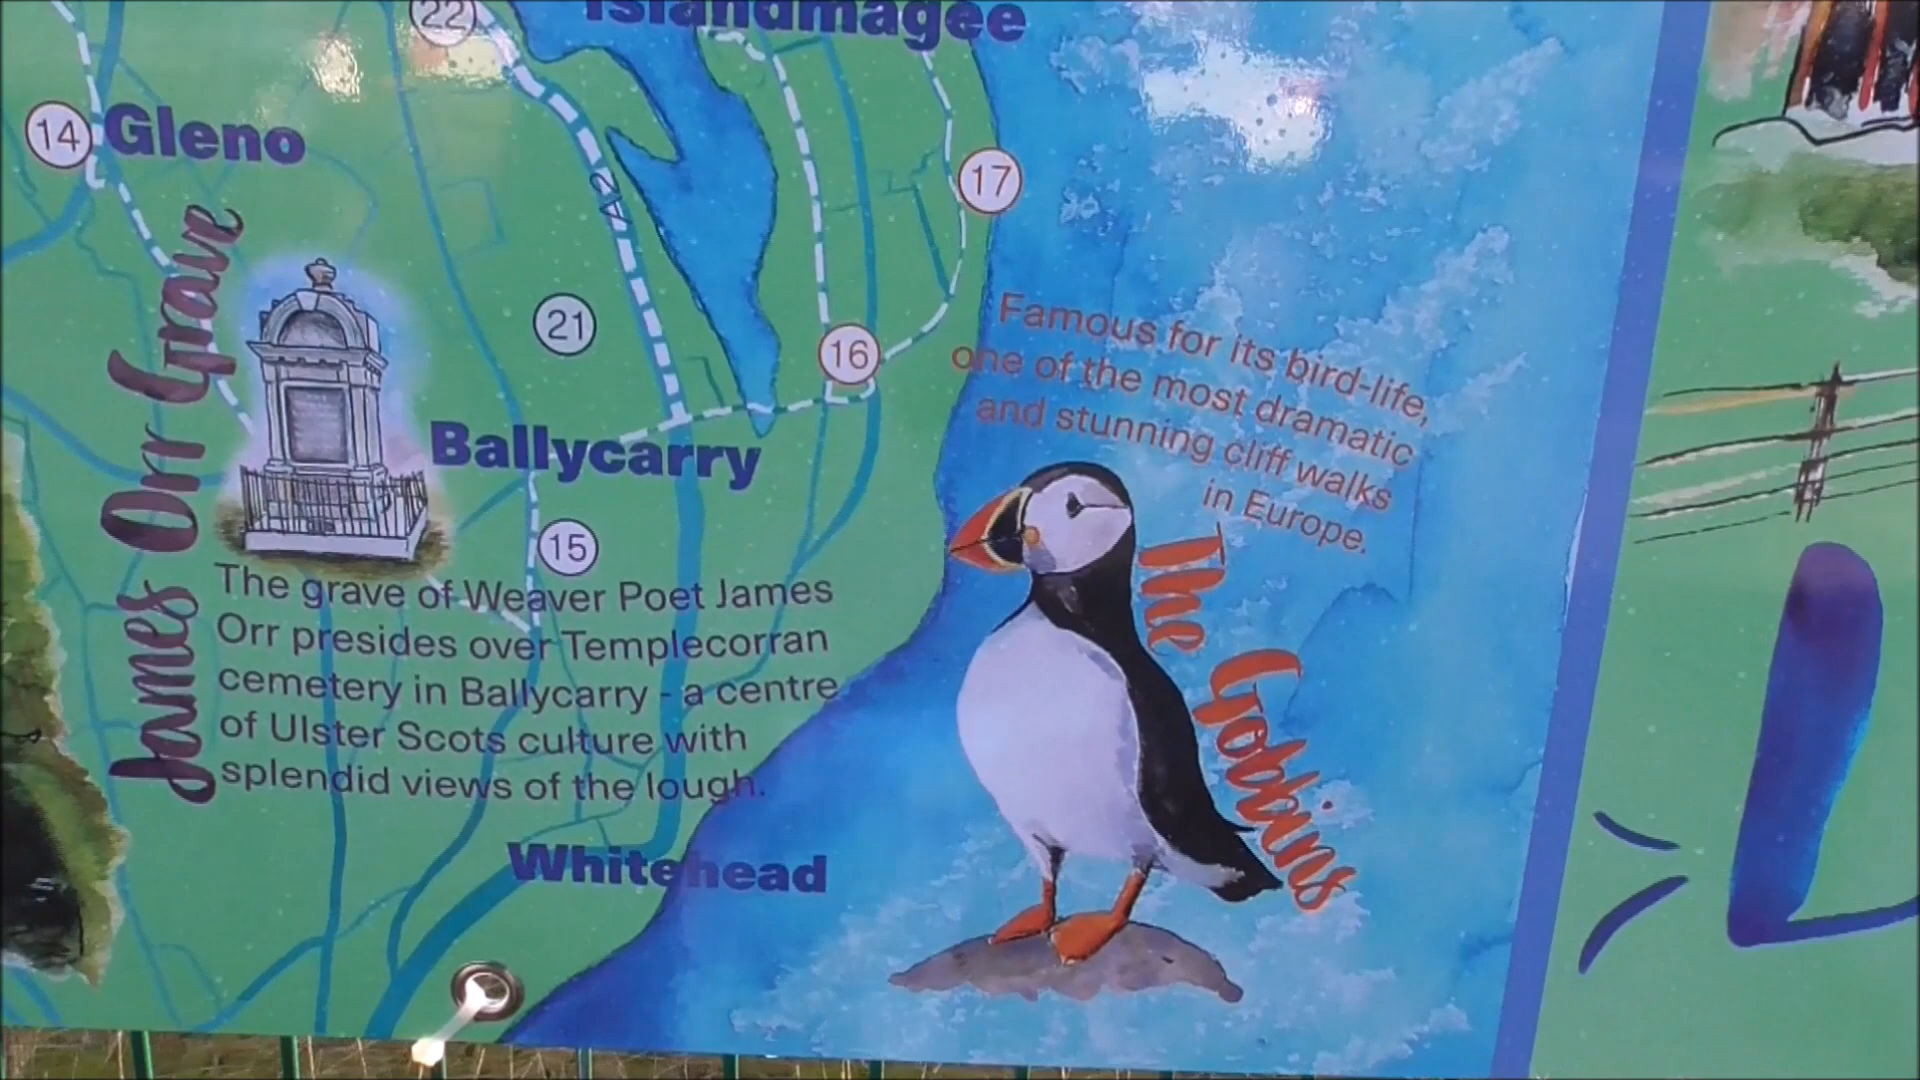 22
Islandmagee
14
Gleno
A2
17
James Orr Grave
21
16
Famous for its bird-life,
one of the most dramatic
and stunning cliff walks
in Europe.
Ballycarry
15
The Gobbins
The grave of Weaver Poet James
Orr presides over Templecorran
cemetery in Ballycarry - a centre
of Ulster Scots culture with
splendid views of the lough.
Whitehead